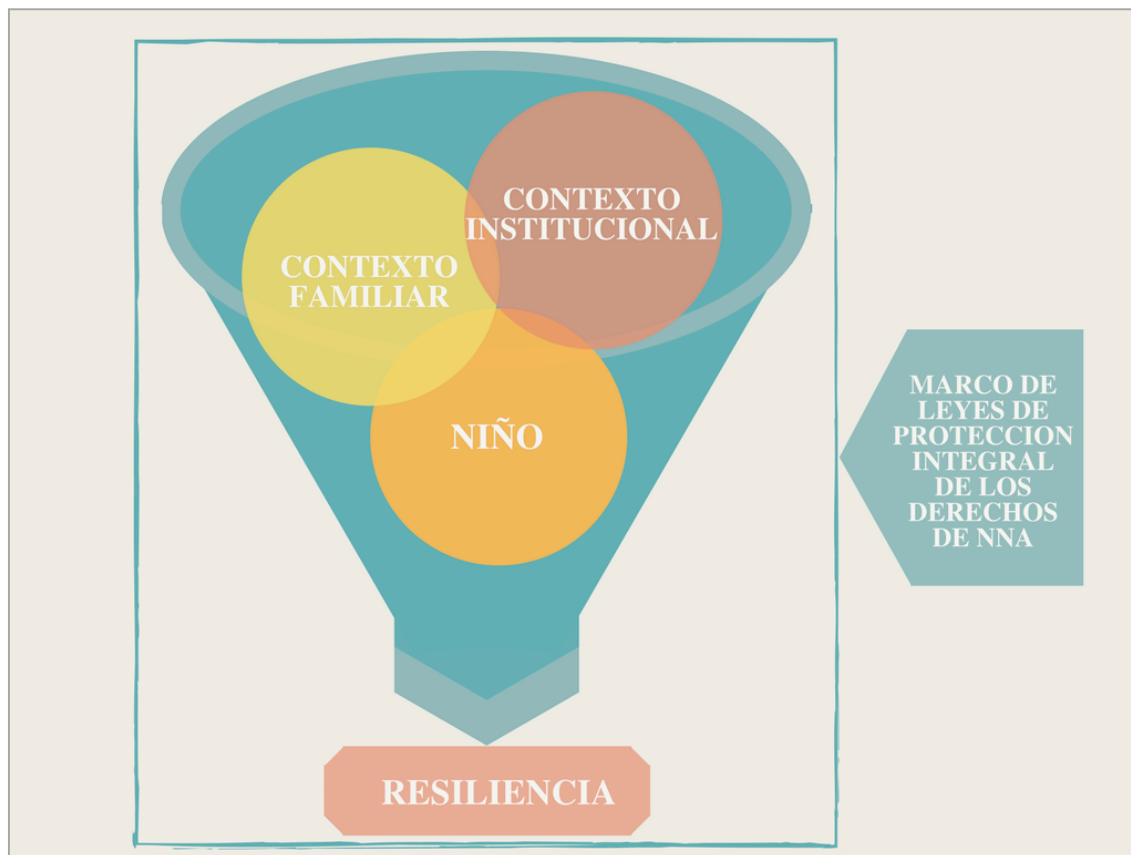 CONTEXTO
INSTITUCIONAL
CONTEXTO
FAMILIAR
NIÑO
MARCO DE
LEYES DE
PROTECCION
INTEGRAL
DE LOS
DERECHOS
DE NNA
RESILIENCIA